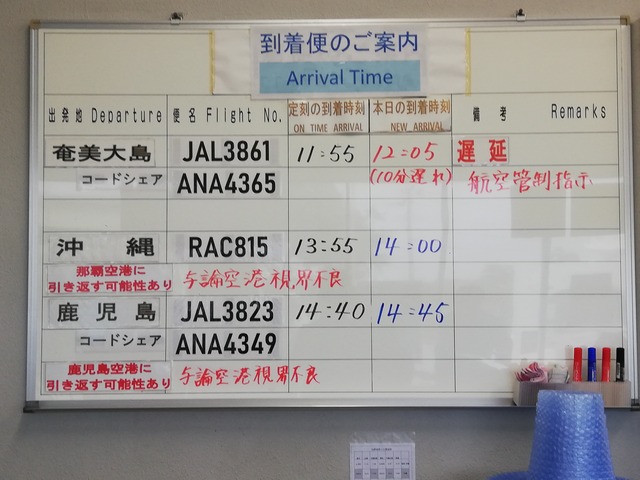 到着便のご案内
Arrival Time
出発地 Departure 便名 Flight No. 定刻の到着時刻 ON TIME ARRIVAL 本日の到着時刻 NEW ARRIVAL 備考 Remarks
奄美大島 JAL3861 11:55 12:05 遅延
コードシェア ANA4365 (10分遅れ) 航空管制指示
沖縄 RAC815 13:55 14:00
那覇空港に
引き返す可能性あり 与論空港視界不良
鹿児島 JAL3823 14:40 14:45
コードシェア ANA4349
鹿児島空港に
引き返す可能性あり 与論空港視界不良